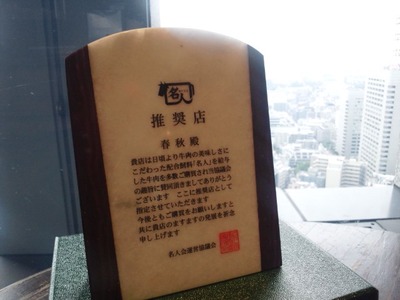 名人
推奨店
春秋殿
貴店は日頃より牛肉の美味しさに
こだわった配合飼料「名人」を給与
した牛肉を多数ご購買され当協議会
の趣旨に賛同頂きましてありがとう
ございます ここに推奨店として
指定させていただきます
今後ともご購買をお願いしますと
共に貴店のますますの発展を祈念
申し上げます
名人会運営協議会